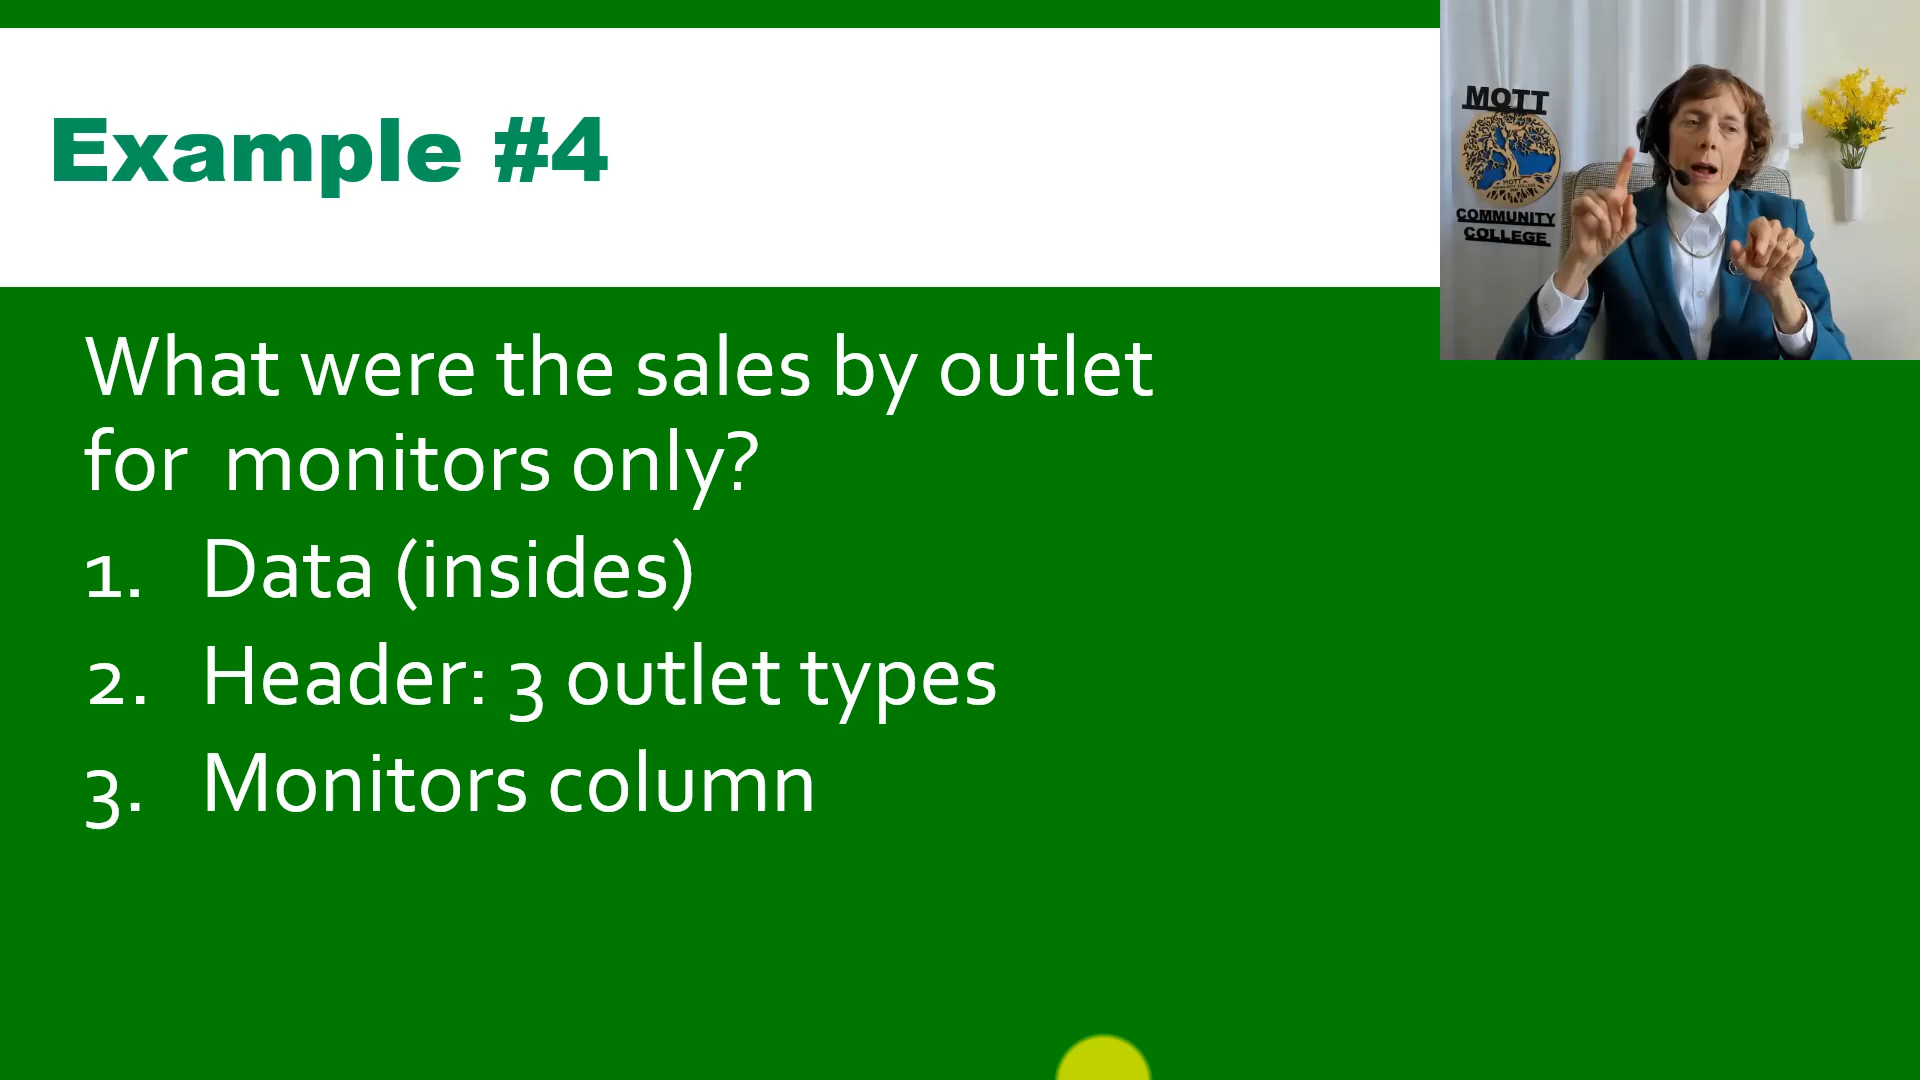 Example #4
What were the sales by outlet
for  monitors only?
1. Data (insides)
2. Header: 3 outlet types
3. Monitors column
MOTT
MOTT
COMMUNITY
COLLEGE